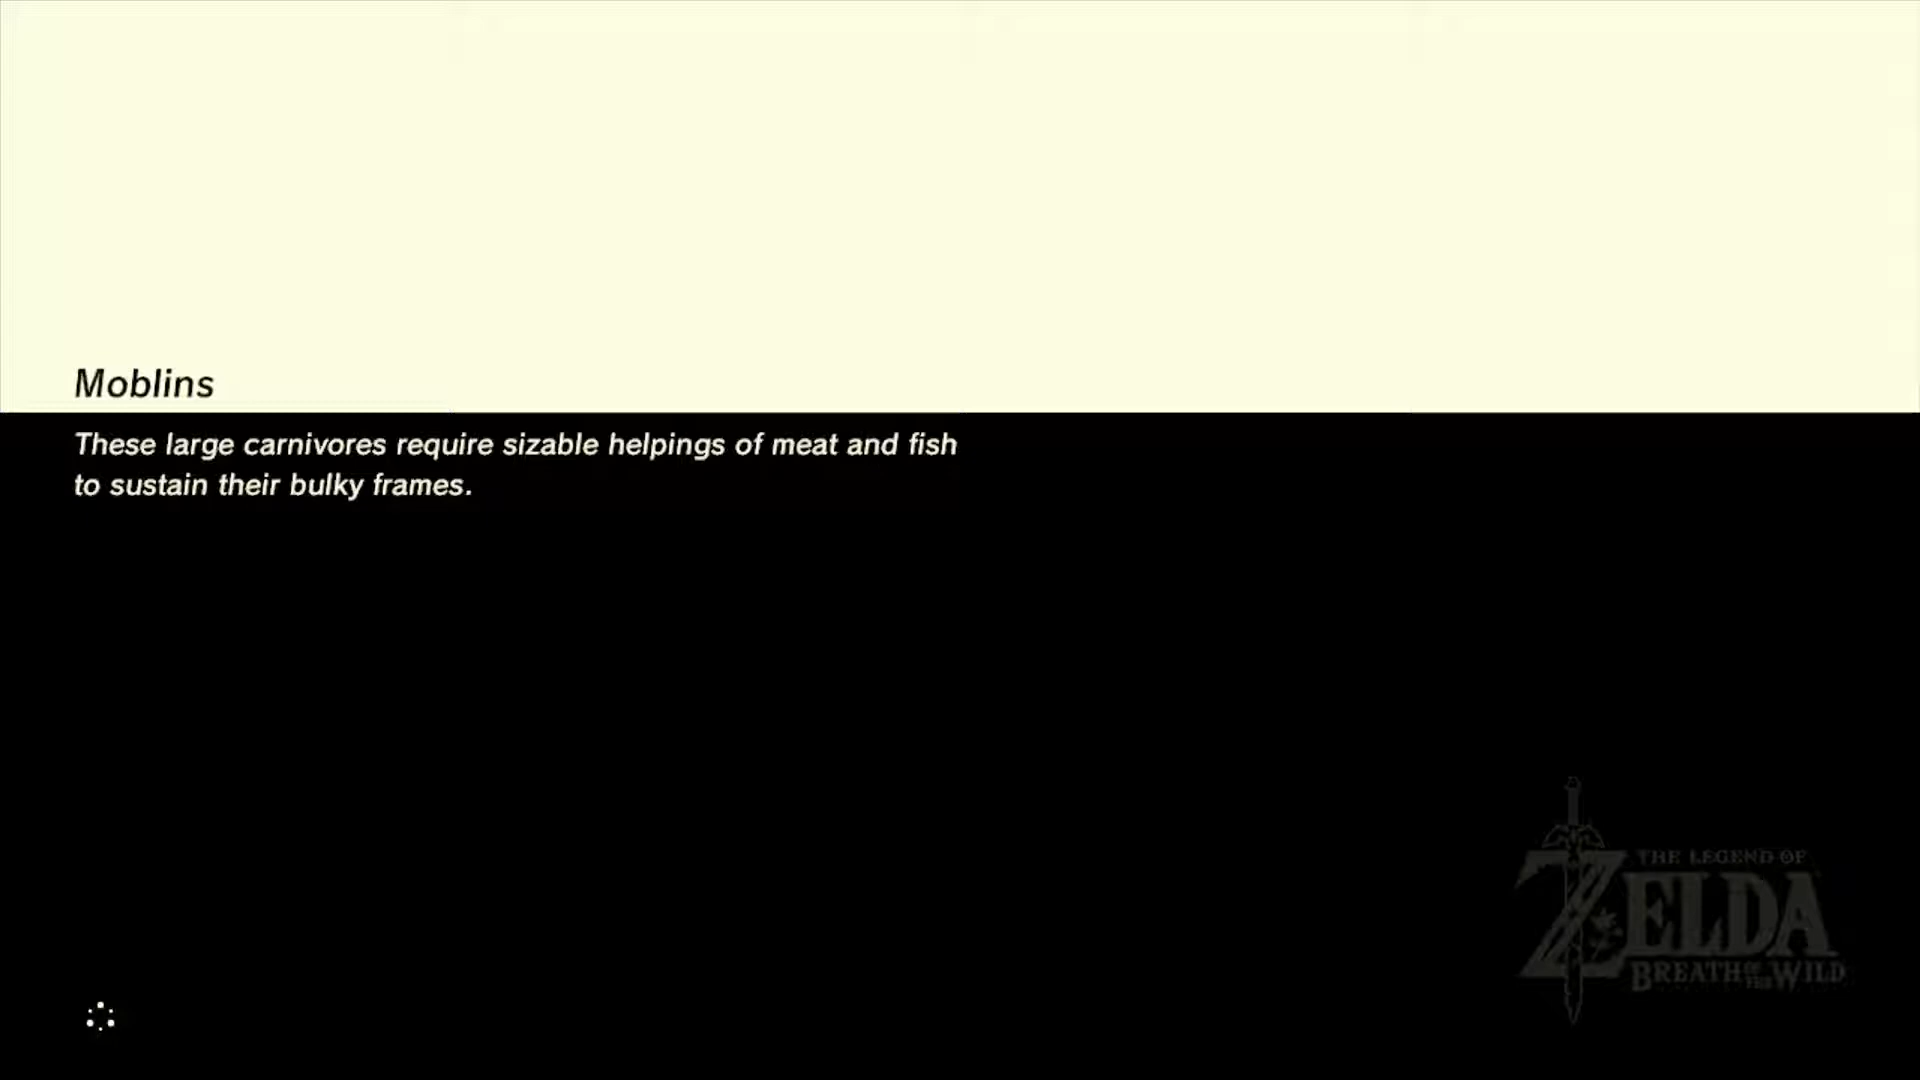 Moblins
These large carnivores require sizable helpings of meat and fish
to sustain their bulky frames.
THE LEGEND OF
ZELDA
BREATH OF THE WILD